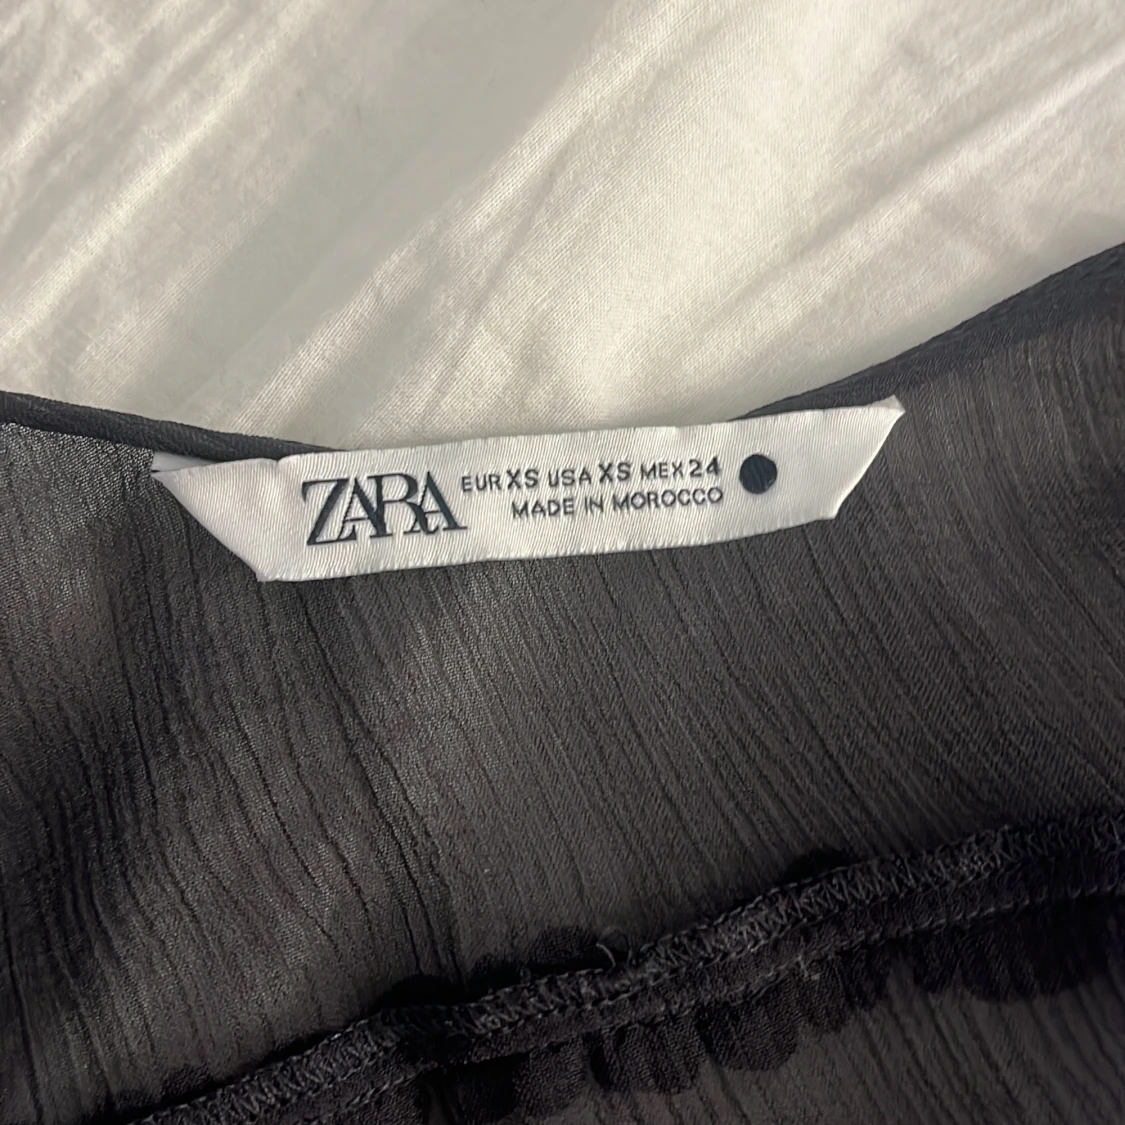 ZARA
EUR XS USA XS MEX 24
MADE IN MOROCCO